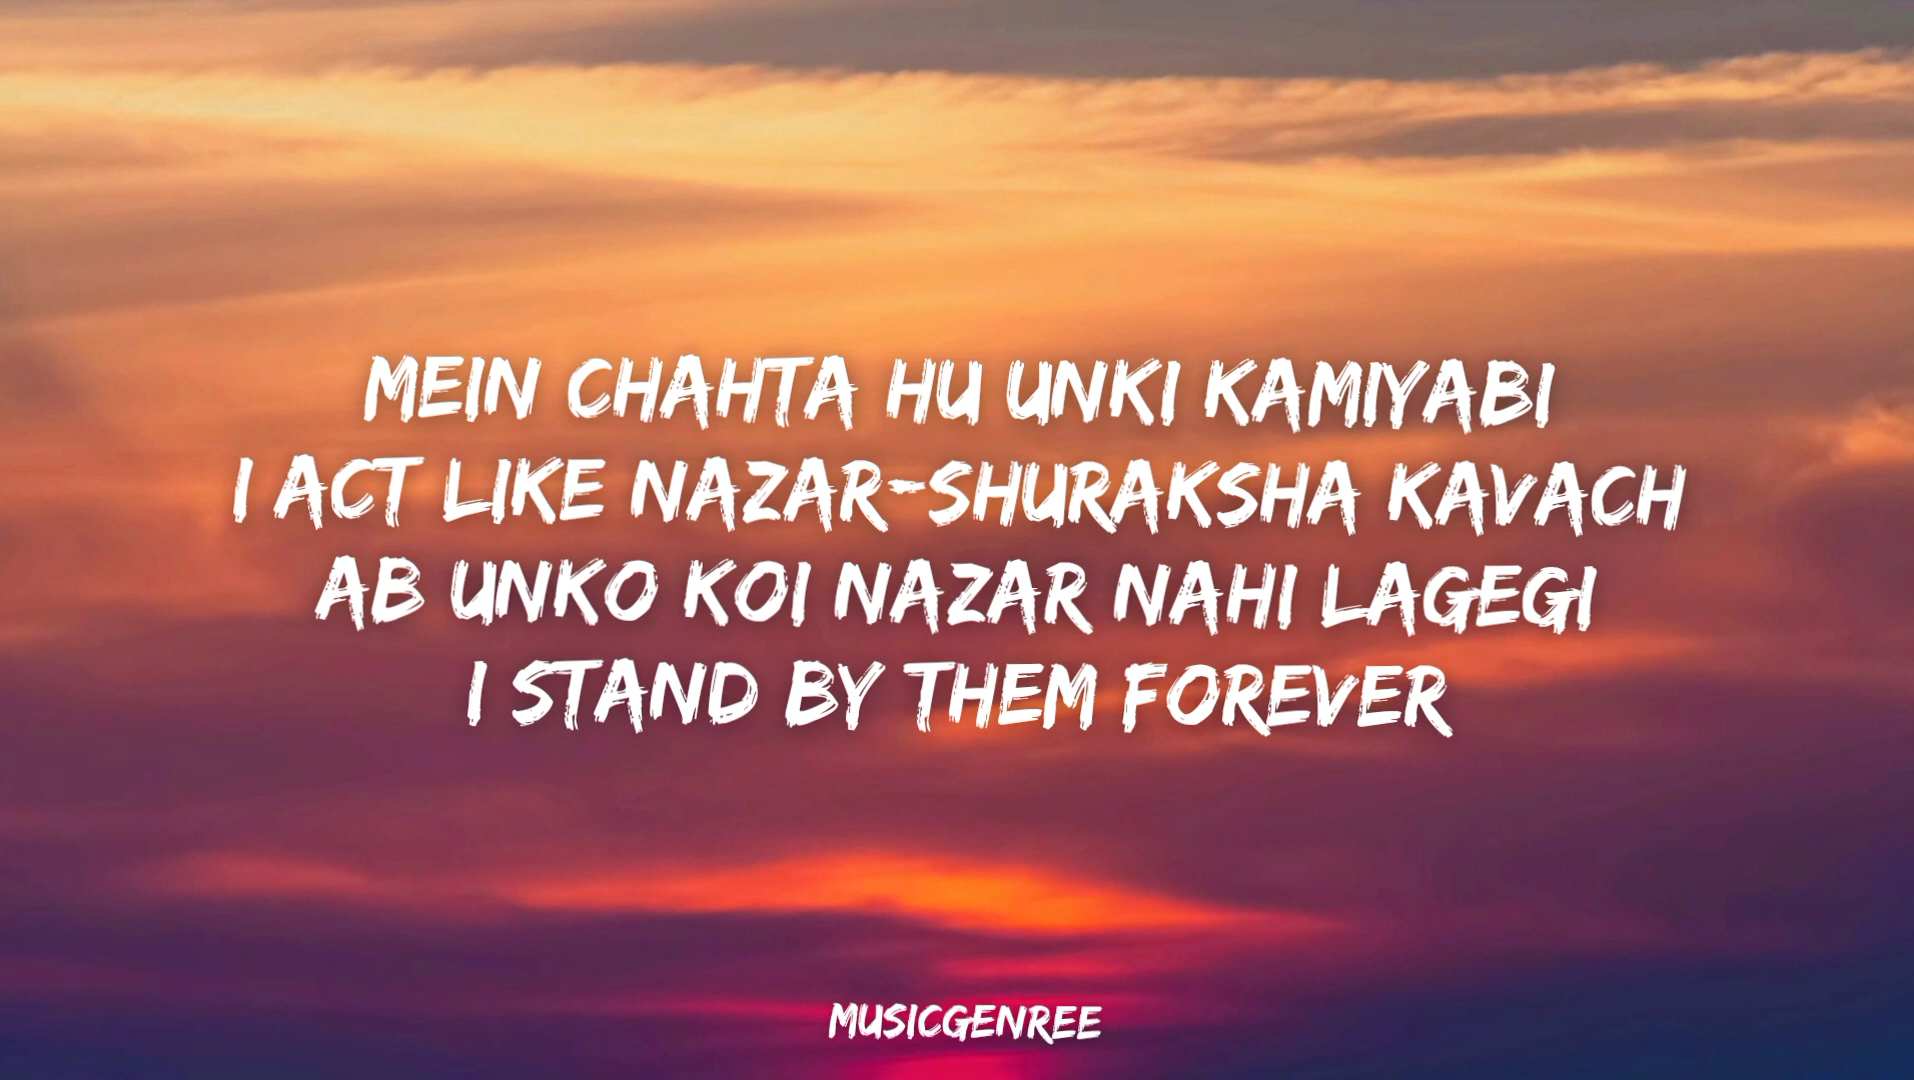 MEIN CHAHTA HU UNKI KAMIYABI
I ACT LIKE NAZAR-SHURAKSHA KAVACH
AB UNKO KOI NAZAR NAHI LAGEGI
I STAND BY THEM FOREVER
MUSICGENREE